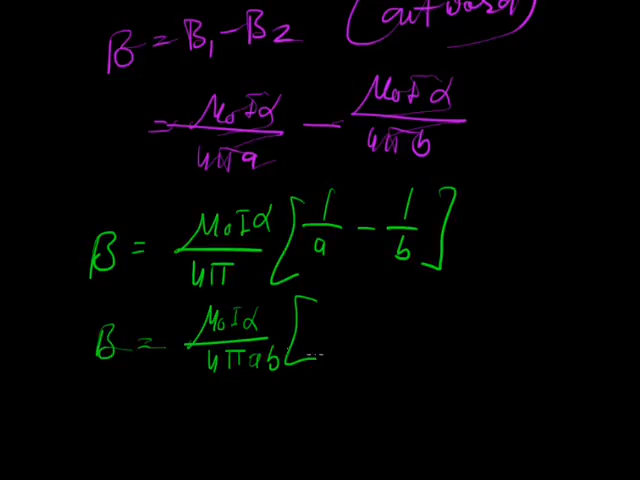 B = B₁ - B₂ (outward)
= μ₀Iα/4πa - μ₀Iα/4πb
B = μ₀Iα/4π [1/a - 1/b]
B = μ₀Iα/4πab [